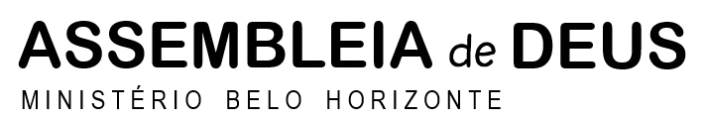 ASSEMBLEIA de DEUS
MINISTÉRIO BELO HORIZONTE